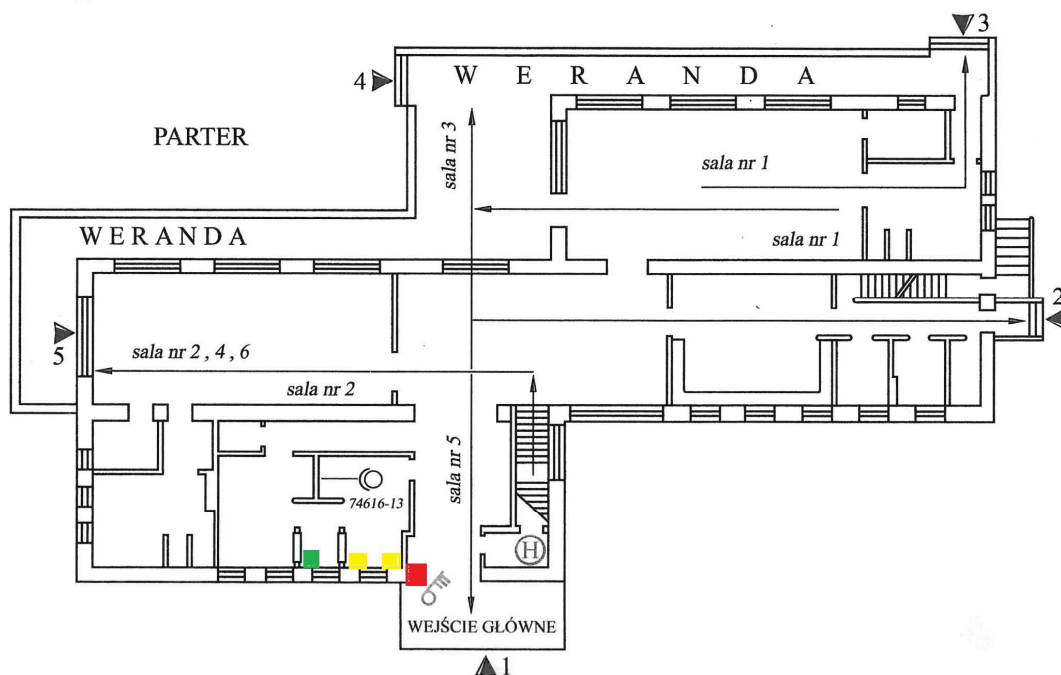 3
4
W E R A N D A
PARTER
sala nr 3
sala nr 1
sala nr 1
WERANDA
2
5
sala nr 2 , 4 , 6
sala nr 2
sala nr 5
74616-13
H
WEJŚCIE GŁÓWNE
1